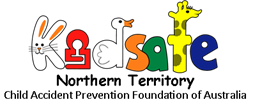 Kidsafe
Northern Territory
Child Accident Prevention Foundation of Australia